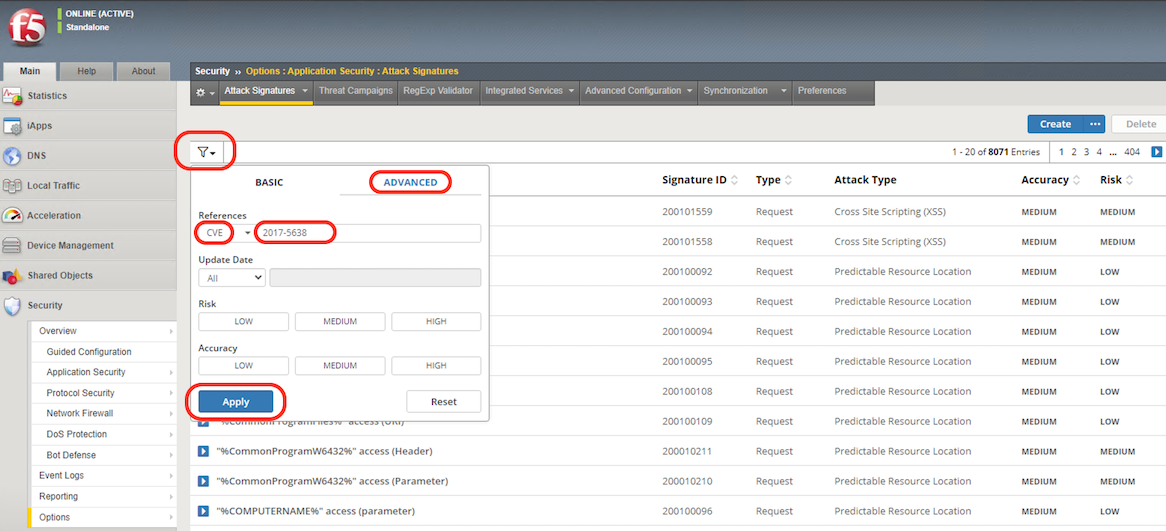 f5
ONLINE (ACTIVE)
Standalone
Main Help About
Security ›› Options : Application Security : Attack Signatures
Attack Signatures Threat Campaigns RegExp Validator Integrated Services Advanced Configuration Synchronization Preferences
Statistics
iApps
DNS
Local Traffic
Acceleration
Device Management
Shared Objects
Security
Overview
Guided Configuration
Application Security
Protocol Security
Network Firewall
DoS Protection
Bot Defense
Event Logs
Reporting
Options
Create ... Delete
1 - 20 of 8071 Entries 1 2 3 4 ... 404
BASIC ADVANCED
References
CVE 2017-5638
Update Date
All
Risk
LOW MEDIUM HIGH
Accuracy
LOW MEDIUM HIGH
Apply Reset
Signature ID Type Attack Type Accuracy Risk
200101559 Request Cross Site Scripting (XSS) MEDIUM MEDIUM
200101558 Request Cross Site Scripting (XSS) MEDIUM MEDIUM
200100092 Request Predictable Resource Location MEDIUM LOW
200100093 Request Predictable Resource Location MEDIUM LOW
200100094 Request Predictable Resource Location MEDIUM LOW
200100095 Request Predictable Resource Location MEDIUM LOW
200100108 Request Predictable Resource Location MEDIUM LOW
"%CommonProgramFiles%" access (URI) 200100109 Request Predictable Resource Location MEDIUM LOW
"%CommonProgramW6432%" access (Header) 200010211 Request Predictable Resource Location MEDIUM MEDIUM
"%CommonProgramW6432%" access (Parameter) 200010210 Request Predictable Resource Location MEDIUM MEDIUM
"%COMPUTERNAME%" access (parameter) 200100096 Request Predictable Resource Location MEDIUM LOW